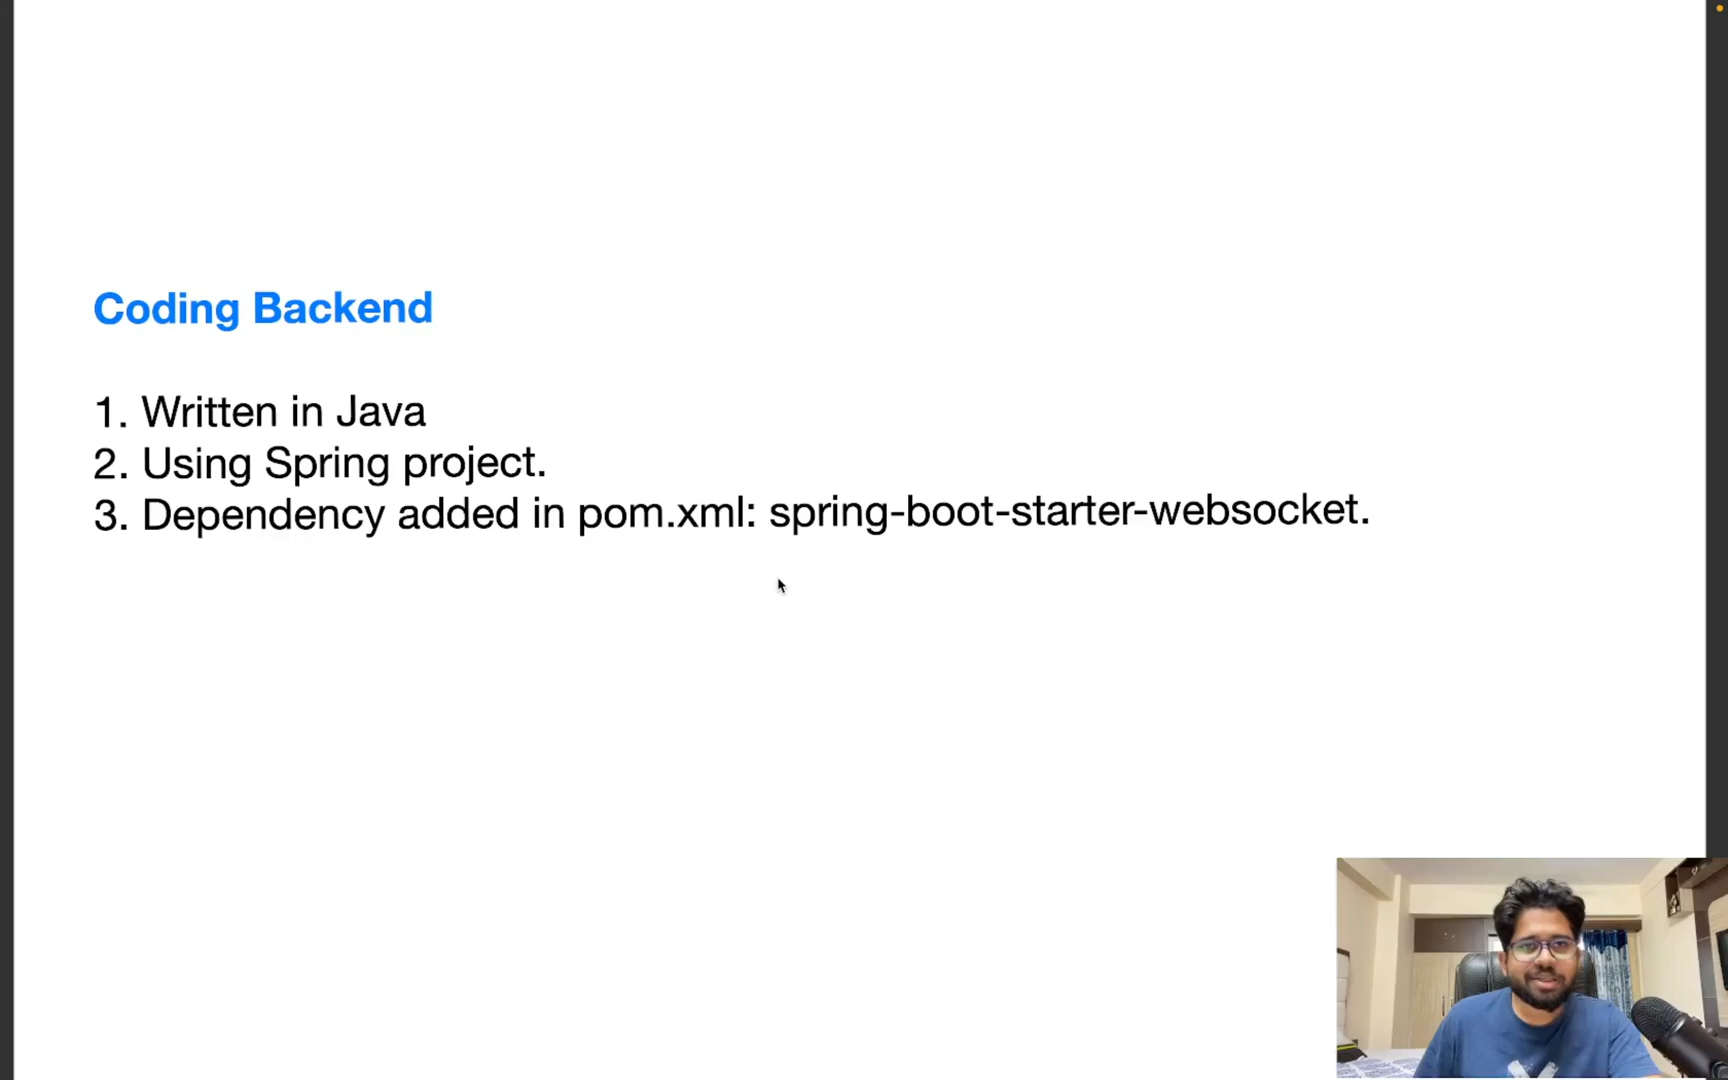 Coding Backend
1. Written in Java
2. Using Spring project.
3. Dependency added in pom.xml: spring-boot-starter-websocket.